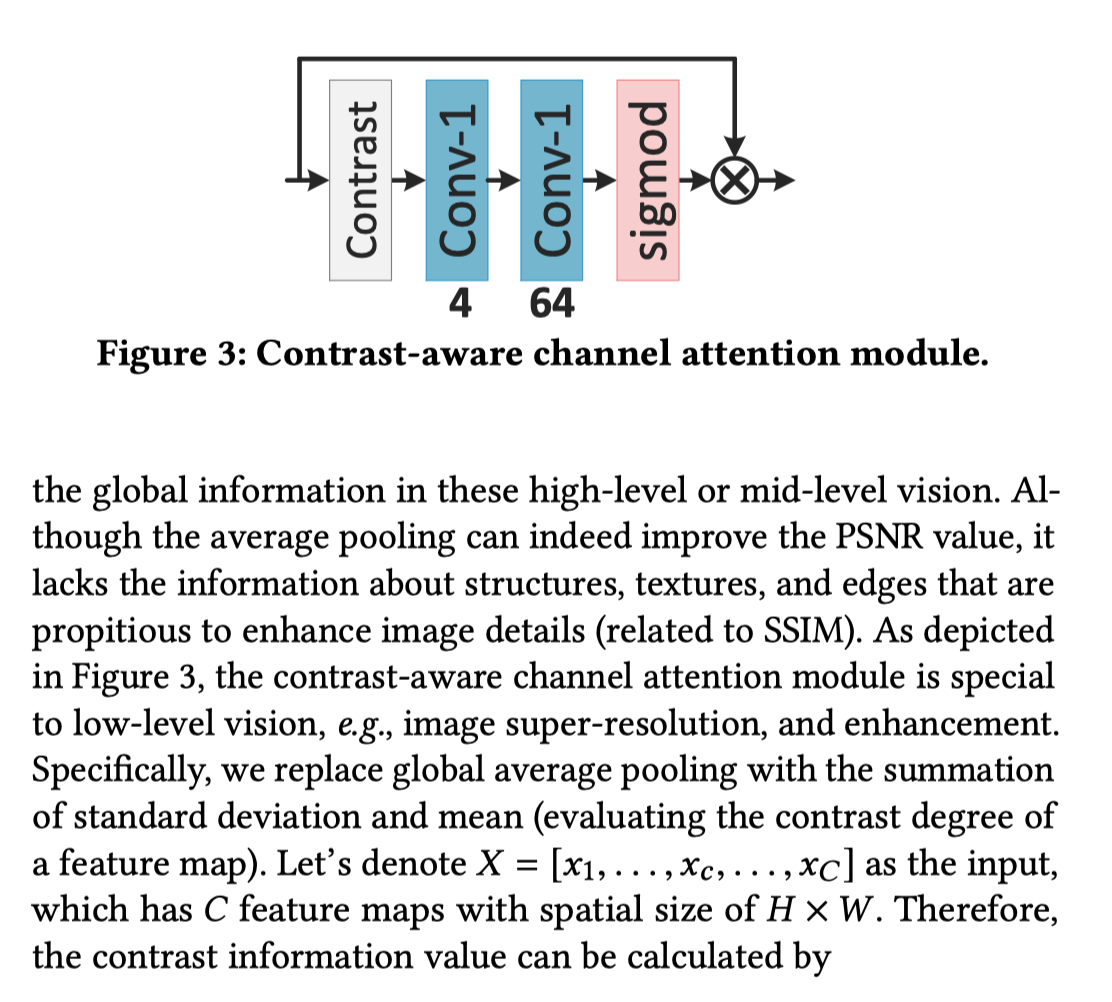 Contrast
Conv-1
Conv-1
sigmod
4
64
Figure 3: Contrast-aware channel attention module.
the global information in these high-level or mid-level vision. Al-
though the average pooling can indeed improve the PSNR value, it
lacks the information about structures, textures, and edges that are
propitious to enhance image details (related to SSIM). As depicted
in Figure 3, the contrast-aware channel attention module is special
to low-level vision, e.g., image super-resolution, and enhancement.
Specifically, we replace global average pooling with the summation
of standard deviation and mean (evaluating the contrast degree of
a feature map). Let’s denote X = [x₁, . . . , x_c, . . . , x_C] as the input,
which has C feature maps with spatial size of H × W. Therefore,
the contrast information value can be calculated by